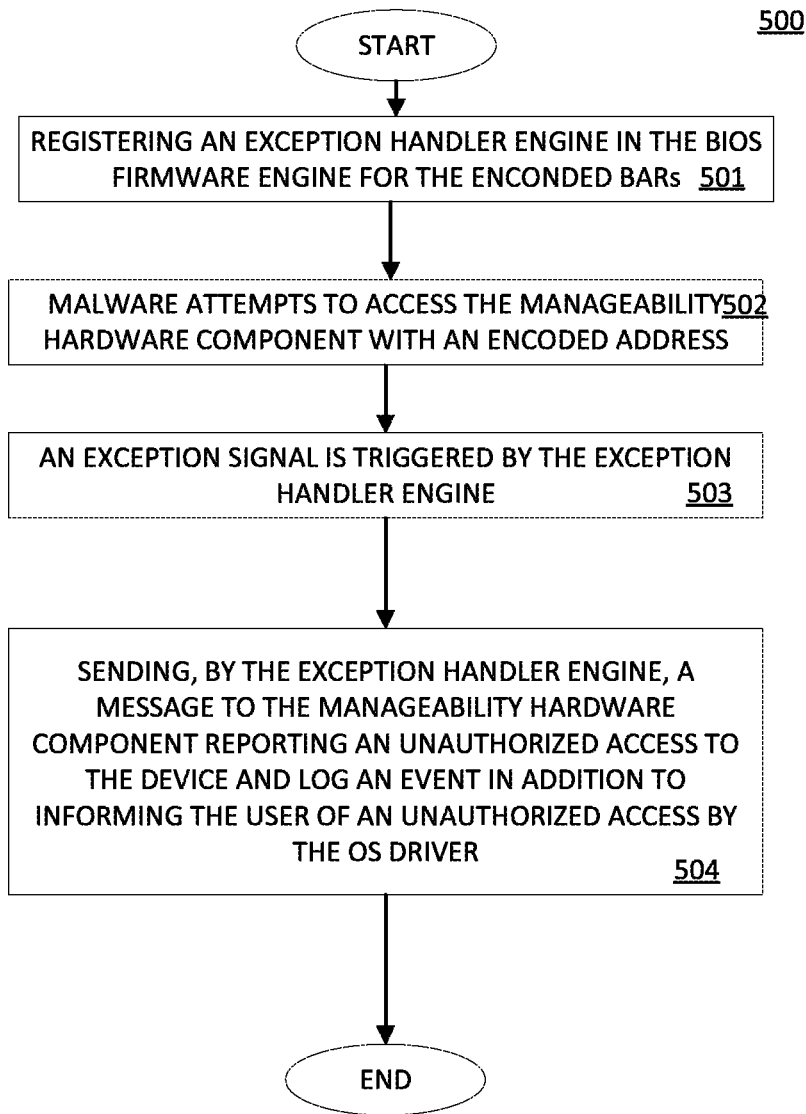 500
START
REGISTERING AN EXCEPTION HANDLER ENGINE IN THE BIOS
FIRMWARE ENGINE FOR THE ENCONDED BARs 501
MALWARE ATTEMPTS TO ACCESS THE MANAGEABILITY 502
HARDWARE COMPONENT WITH AN ENCODED ADDRESS
AN EXCEPTION SIGNAL IS TRIGGERED BY THE EXCEPTION
HANDLER ENGINE 503
SENDING, BY THE EXCEPTION HANDLER ENGINE, A
MESSAGE TO THE MANAGEABILITY HARDWARE
COMPONENT REPORTING AN UNAUTHORIZED ACCESS TO
THE DEVICE AND LOG AN EVENT IN ADDITION TO
INFORMING THE USER OF AN UNAUTHORIZED ACCESS BY
THE OS DRIVER
504
END